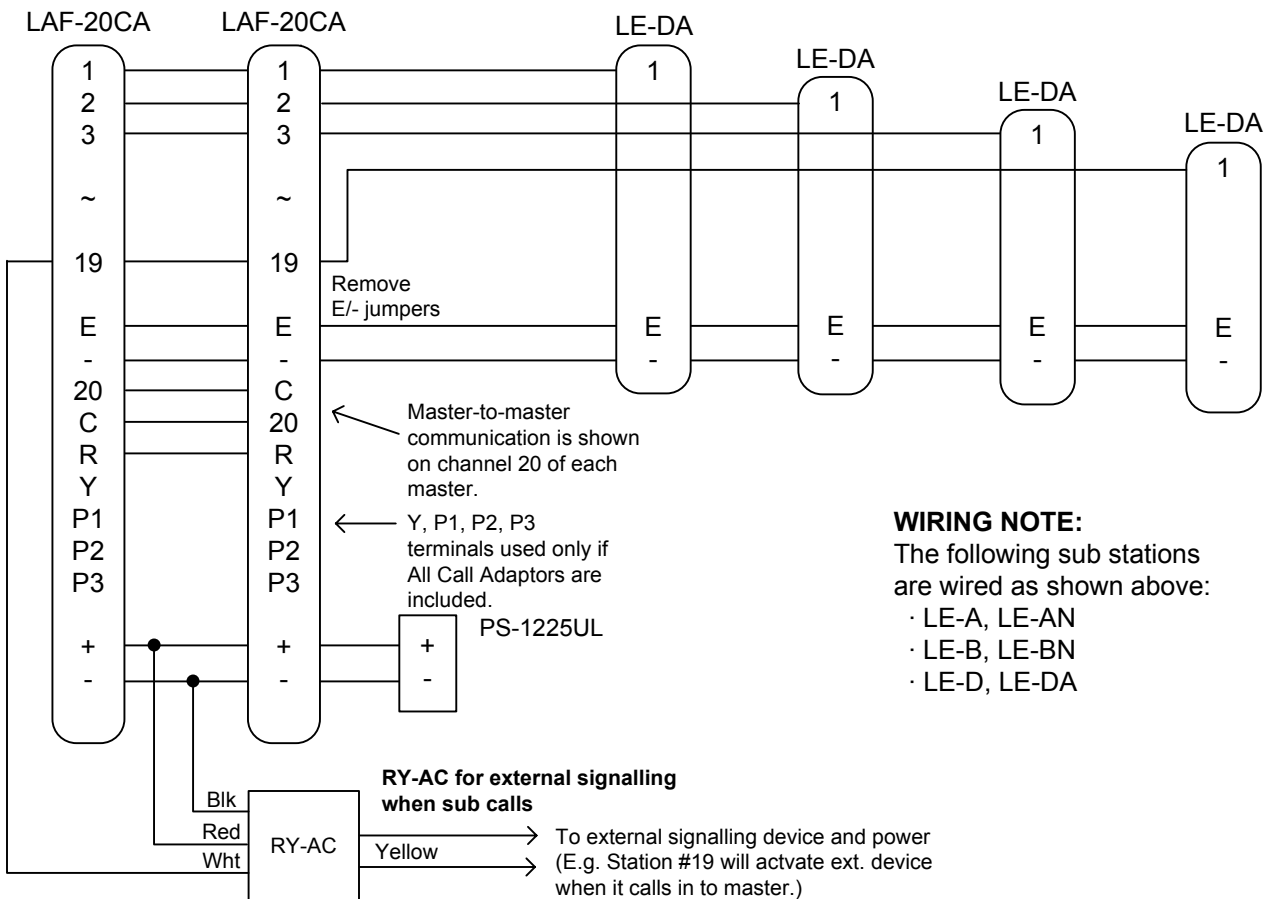 LAF-20CA
LAF-20CA
LE-DA
LE-DA
LE-DA
LE-DA
1
2
3
~
19
E
-
20
C
R
Y
P1
P2
P3
+
-
1
2
3
~
19
E
-
C
20
R
Y
P1
P2
P3
+
-
1
E
-
1
E
-
1
E
-
1
E
-
Remove
E/- jumpers
Master-to-master
communication is shown
on channel 20 of each
master.
Y, P1, P2, P3
terminals used only if
All Call Adaptors are
included.
PS-1225UL
+
-
WIRING NOTE:
The following sub stations
are wired as shown above:
· LE-A, LE-AN
· LE-B, LE-BN
· LE-D, LE-DA
RY-AC for external signalling
when sub calls
Blk
Red
Wht
RY-AC
Yellow
To external signalling device and power
(E.g. Station #19 will actvate ext. device
when it calls in to master.)